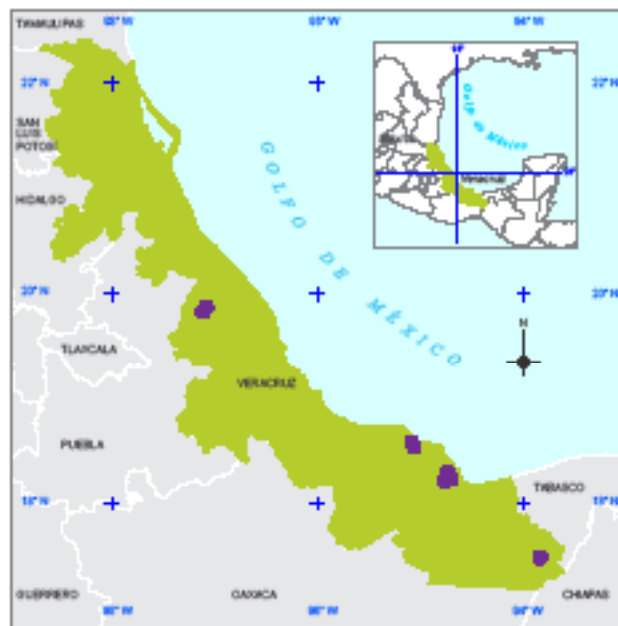 TAMAULIPAS
98° W
96° W
94° W
22° N
22° N
SAN
LUIS
POTOSÍ
HIDALGO
GOLFO DE MÉXICO
Golfo de México
Veracruz
20° N
20° N
N
TLAXCALA
VERACRUZ
PUEBLA
TABASCO
18° N
18° N
GUERRERO
OAXACA
CHIAPAS
98° W
96° W
94° W